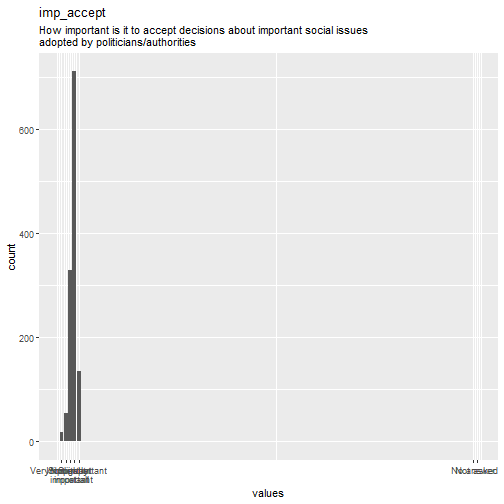 imp_accept
How important is it to accept decisions about important social issues
adopted by politicians/authorities
600
400
200
0
count
values